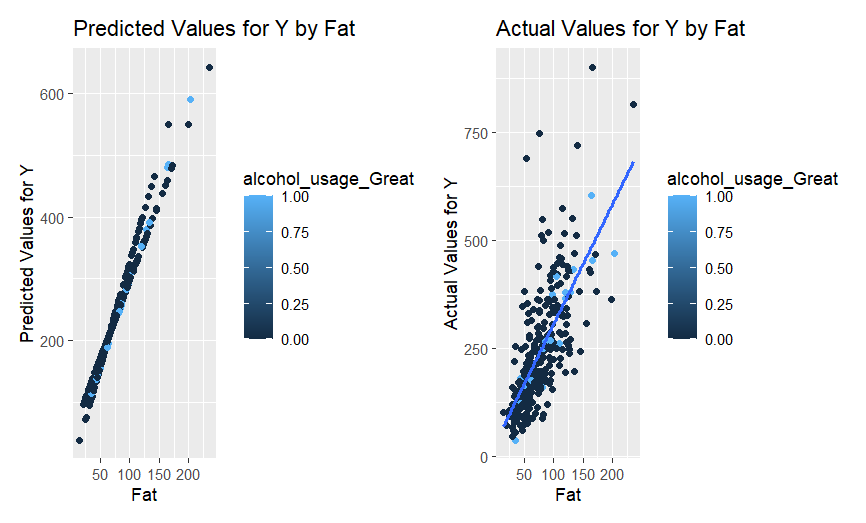 Predicted Values for Y by Fat
Predicted Values for Y
600
400
200
50 100 150 200
Fat
alcohol_usage_Great
1.00
0.75
0.50
0.25
0.00
Actual Values for Y by Fat
Actual Values for Y
750
500
250
0
50 100 150 200
Fat
alcohol_usage_Great
1.00
0.75
0.50
0.25
0.00